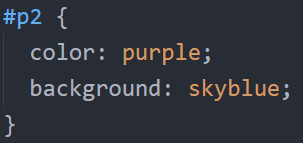 #p2 {
  color: purple;
  background: skyblue;
}